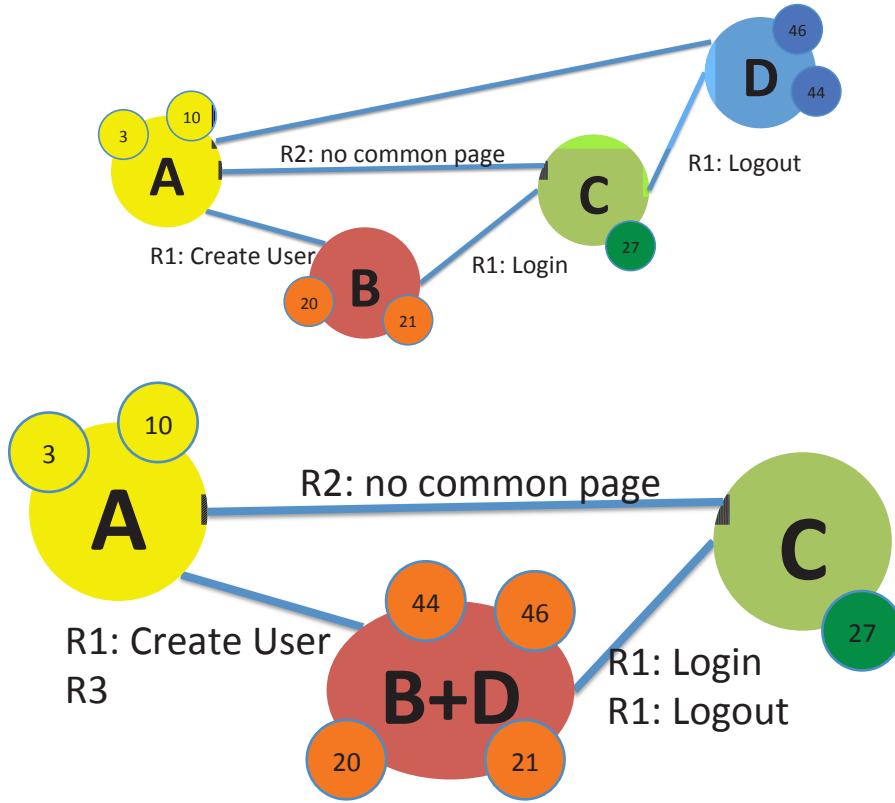 46
D
44
10
3
A
R2: no common page
R1: Logout
C
27
R1: Create User
R1: Login
B
20
21
10
3
A
R2: no common page
C
44
46
27
R1: Create User
R3
B+D
R1: Login
R1: Logout
20
21